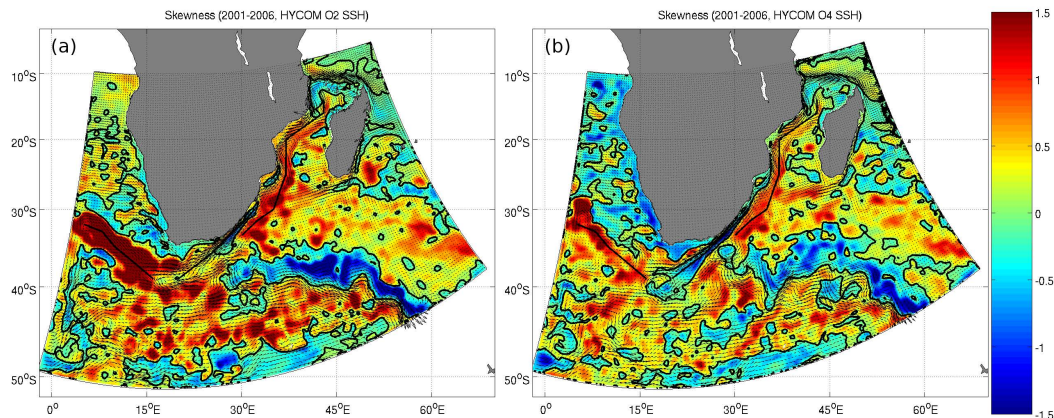 Skewness (2001-2006, HYCOM O2 SSH)
Skewness (2001-2006, HYCOM O4 SSH)
(a)
(b)
10°S
20°S
30°S
40°S
50°S
0°
15°E
30°E
45°E
60°E
10°S
20°S
30°S
40°S
50°S
0°
15°E
30°E
45°E
60°E
1.5
1
0.5
0
-0.5
-1
-1.5